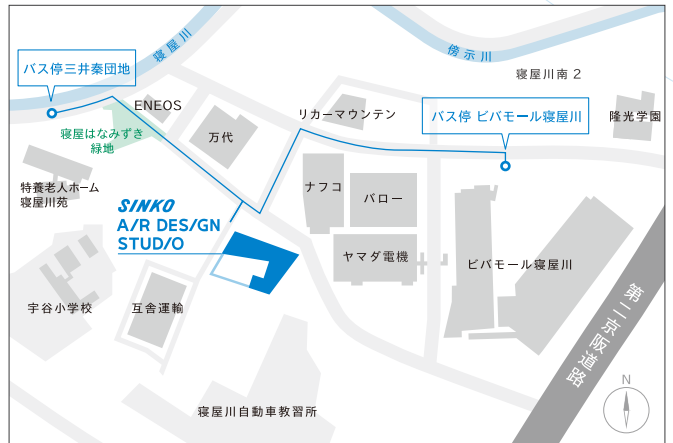 寝屋川
傍示川
バス停三井秦団地
寝屋川南2
ENEOS
リカーマウンテン
バス停 ビバモール寝屋川
隆光学園
寝屋はなみずき
緑地
万代
特養老人ホーム
寝屋川苑
ナフコ
バロー
SINKO
A/R DES/GN
STUD/O
ヤマダ電機
ビバモール寝屋川
第二京阪道路
宇谷小学校
互舎運輸
N
寝屋川自動車教習所